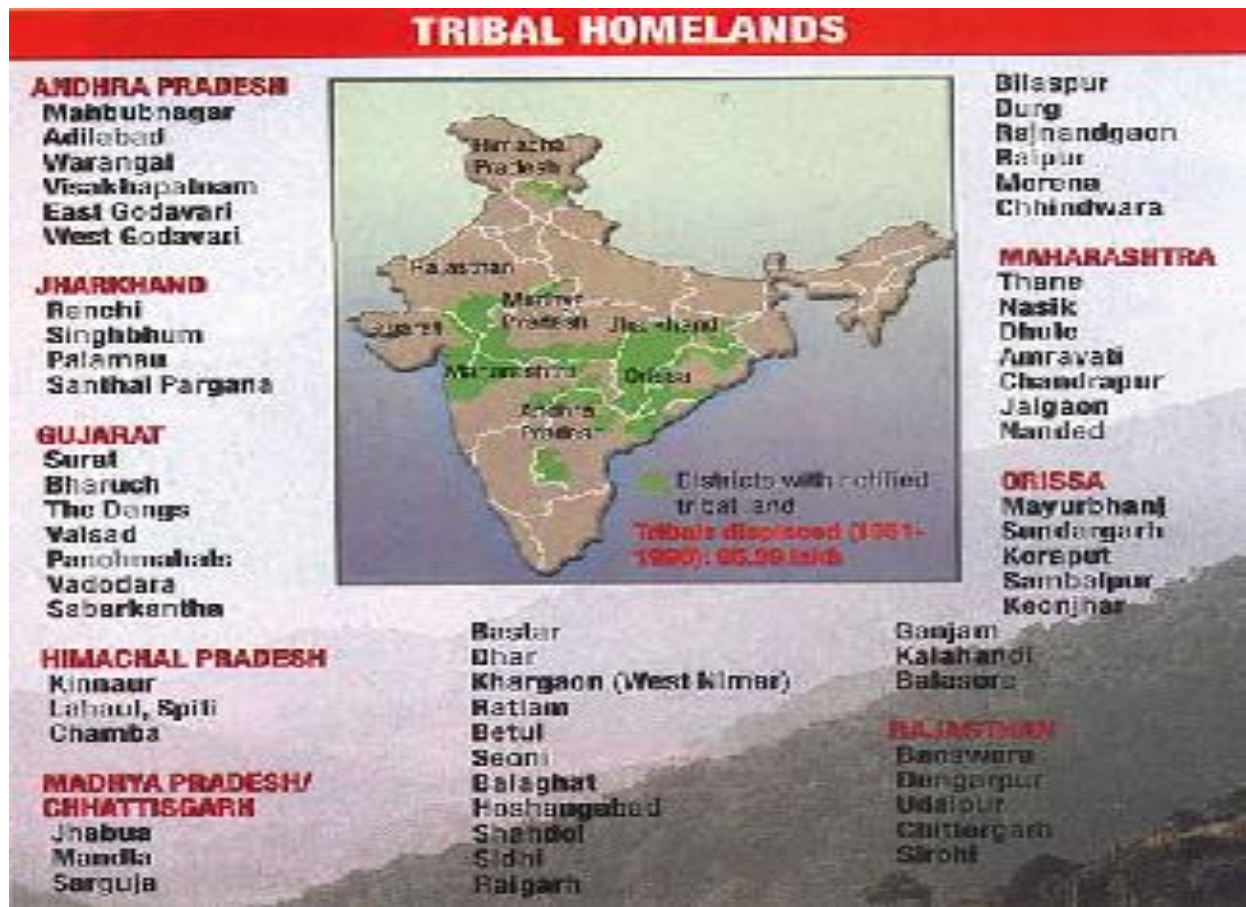 TRIBAL HOMELANDS
ANDHRA PRADESH
Mahbubnagar
Adilabad
Warangal
Visakhapatnam
East Godavari
West Godavari
JHARKHAND
Ranchi
Singhbhum
Palamau
Santhal Pargana
GUJARAT
Surat
Bharuch
The Dangs
Valsad
Panchmahals
Vadodara
Sabarkantha
HIMACHAL PRADESH
Kinnaur
Lahaul, Spiti
Chamba
MADHYA PRADESH/
CHHATTISGARH
Jhabua
Mandla
Sarguja
Bastar
Dhar
Khargaon (West Nimar)
Ratlam
Betul
Seoni
Balaghat
Hoshangabad
Shahdol
Sidhi
Raigarh
Bilaspur
Durg
Rajnandgaon
Raipur
Morena
Chhindwara
MAHARASHTRA
Thane
Nasik
Dhule
Amravati
Chandrapur
Jalgaon
Nanded
ORISSA
Mayurbhanj
Sundargarh
Koraput
Sambalpur
Keonjhar
Ganjam
Kalahandi
Balasore
RAJASTHAN
Banswara
Dungarpur
Udaipur
Chittorgarh
Sirohi
Himachal
Pradesh
Rajasthan
Madhya
Pradesh
Gujarat
Jharkhand
Maharashtra
Orissa
Andhra
Pradesh
Districts with notified
tribal land
Tribals displaced (1951-
1990): lakh